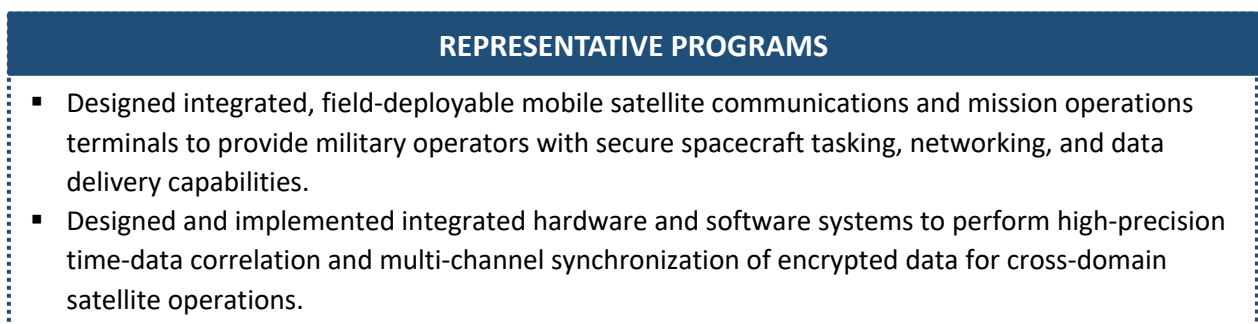 REPRESENTATIVE PROGRAMS
▪ Designed integrated, field-deployable mobile satellite communications and mission operations
terminals to provide military operators with secure spacecraft tasking, networking, and data
delivery capabilities.
▪ Designed and implemented integrated hardware and software systems to perform high-precision
time-data correlation and multi-channel synchronization of encrypted data for cross-domain
satellite operations.